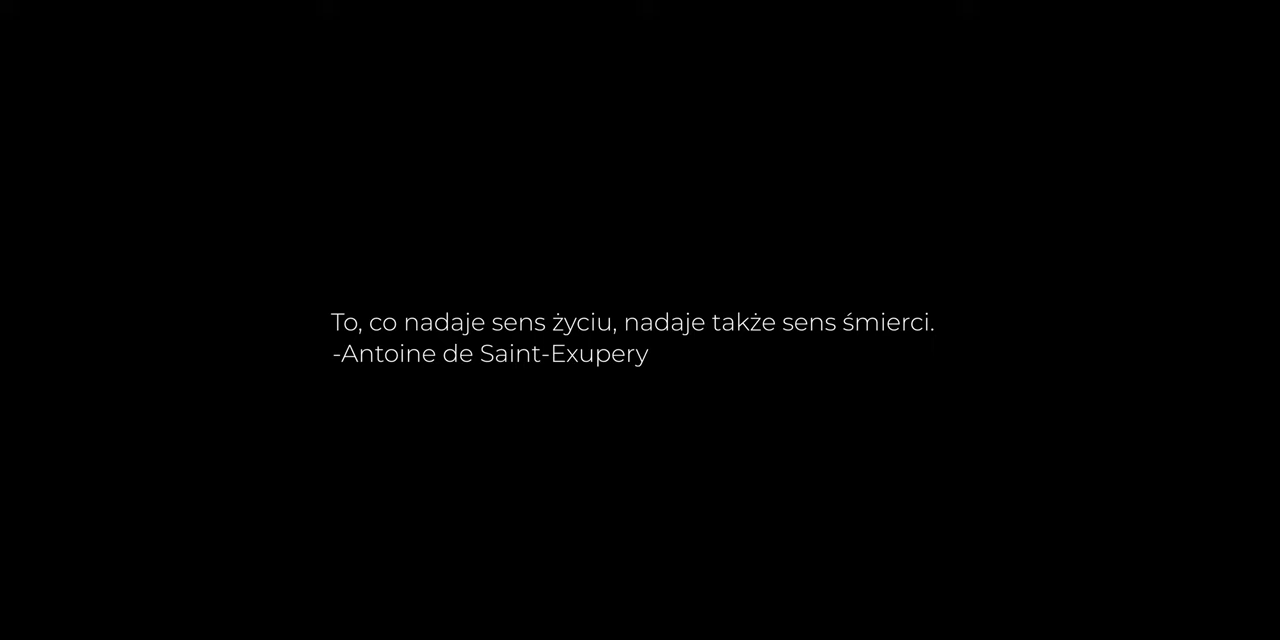 To, co nadaje sens życiu, nadaje także sens śmierci.
-Antoine de Saint-Exupery